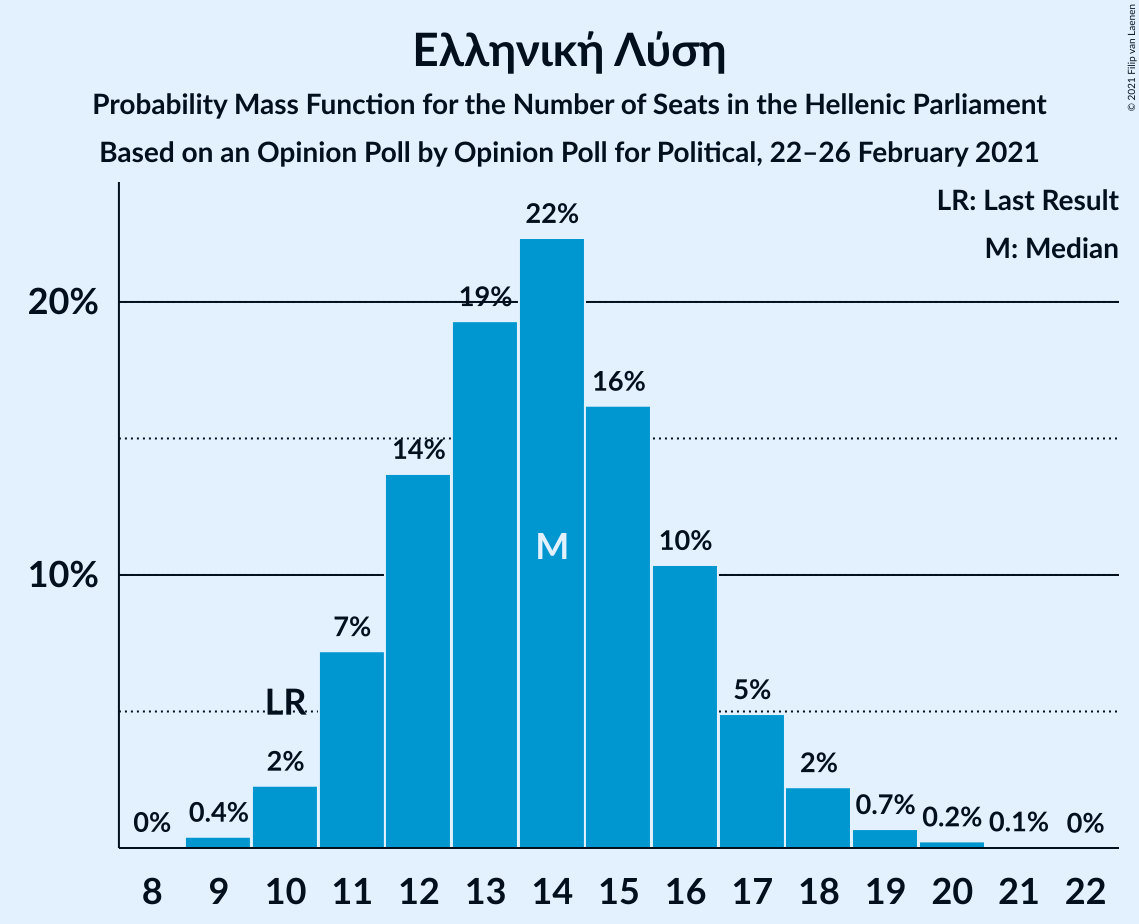 Ελληνική Λύση
Probability Mass Function for the Number of Seats in the Hellenic Parliament
Based on an Opinion Poll by Opinion Poll for Political, 22–26 February 2021
© 2021 Filip van Laenen
LR: Last Result
M: Median
20%
10%
0%
0.4%
2%
LR
7%
14%
19%
22%
M
16%
10%
5%
2%
0.7%
0.2%
0.1%
0%
8 9 10 11 12 13 14 15 16 17 18 19 20 21 22